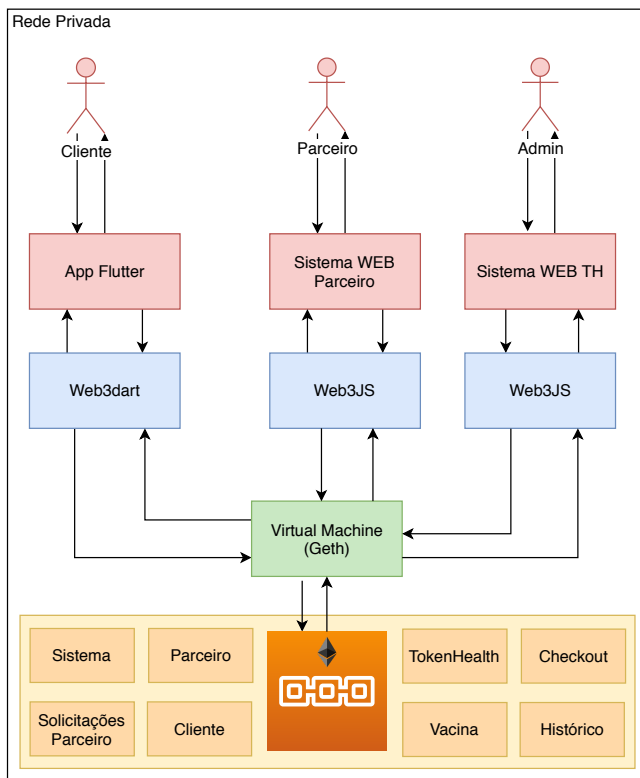 Rede Privada
Cliente
Parceiro
Admin
App Flutter
Sistema WEB
Parceiro
Sistema WEB TH
Web3dart
Web3JS
Web3JS
Virtual Machine
(Geth)
Sistema
Parceiro
TokenHealth
Checkout
Solicitações
Parceiro
Cliente
Vacina
Histórico